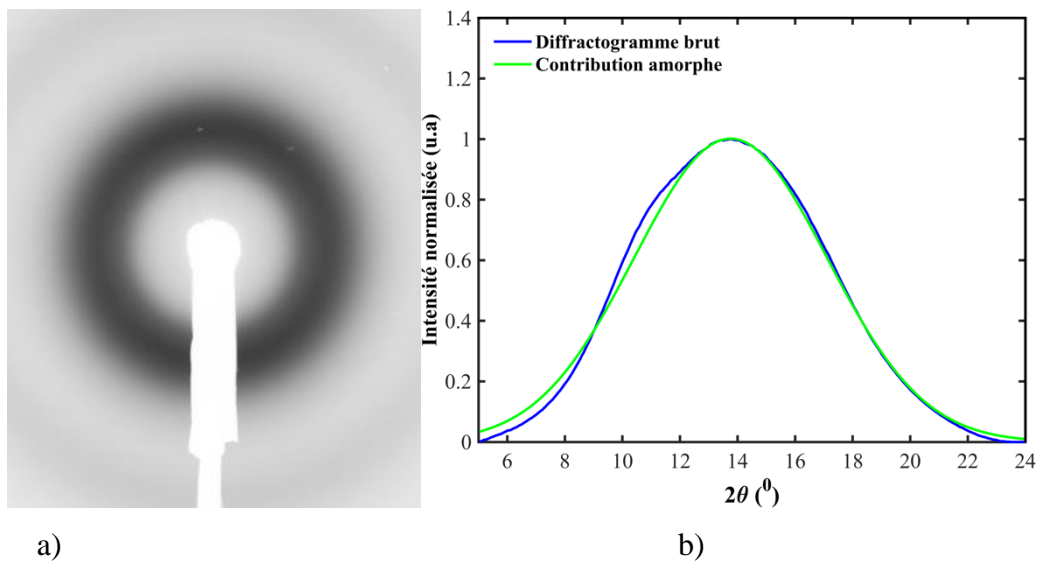 1.4
1.2
1
0.8
0.6
0.4
0.2
0
Intensité normalisée (u.a)
Diffractogramme brut
Contribution amorphe
6 8 10 12 14 16 18 20 22 24
2θ (⁰)
a) b)